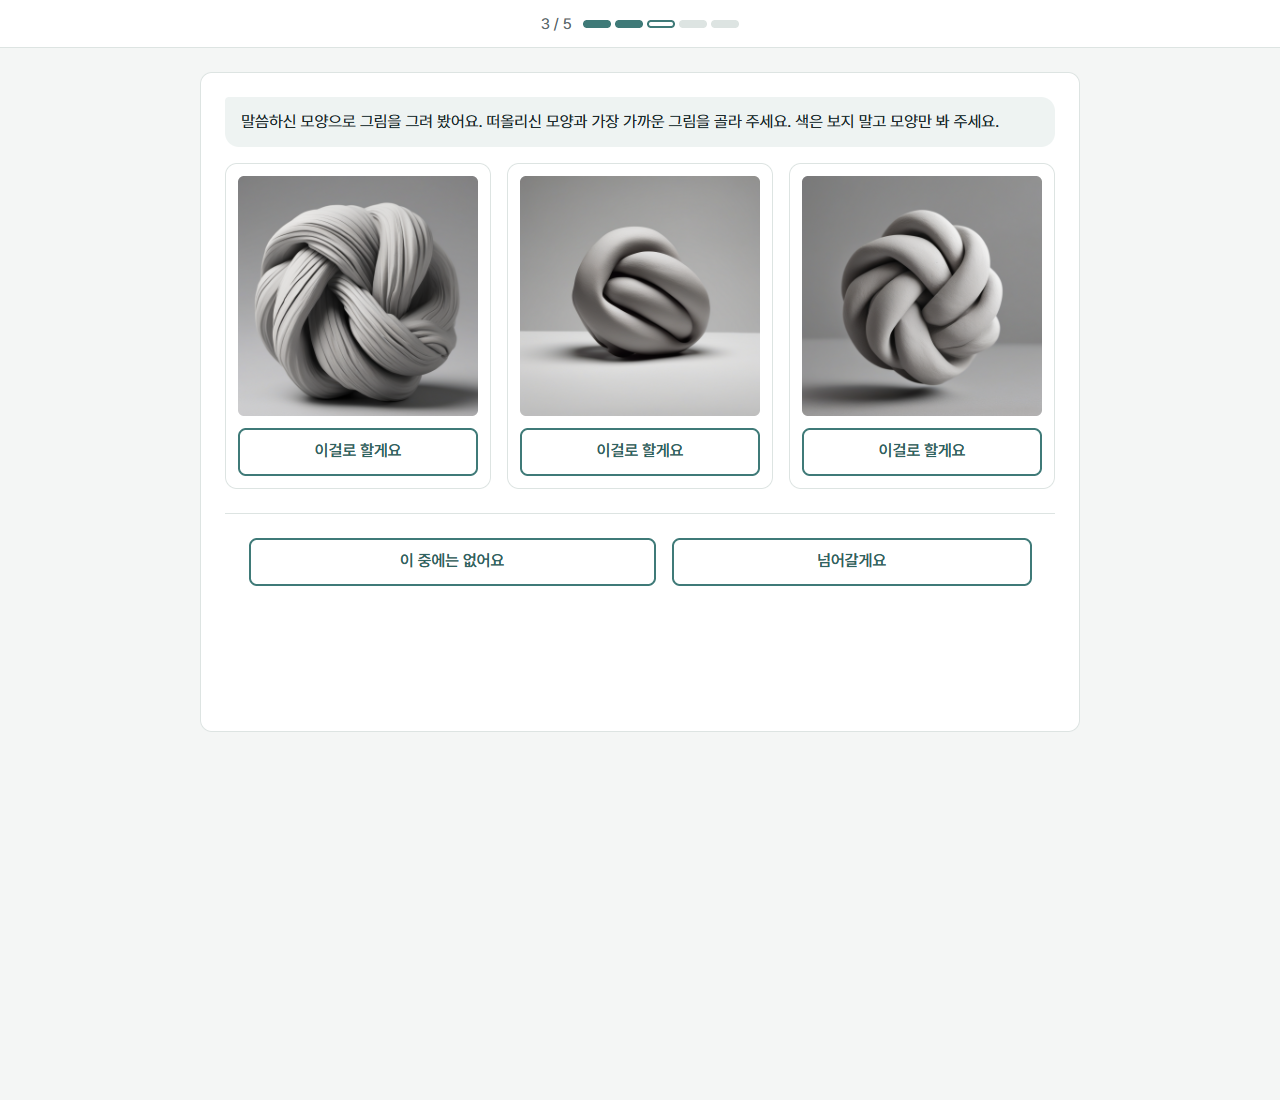 3 / 5
말씀하신 모양으로 그림을 그려 봤어요. 떠올리신 모양과 가장 가까운 그림을 골라 주세요. 색은 보지 말고 모양만 봐 주세요.
이걸로 할게요
이걸로 할게요
이걸로 할게요
이 중에는 없어요
넘어갈게요